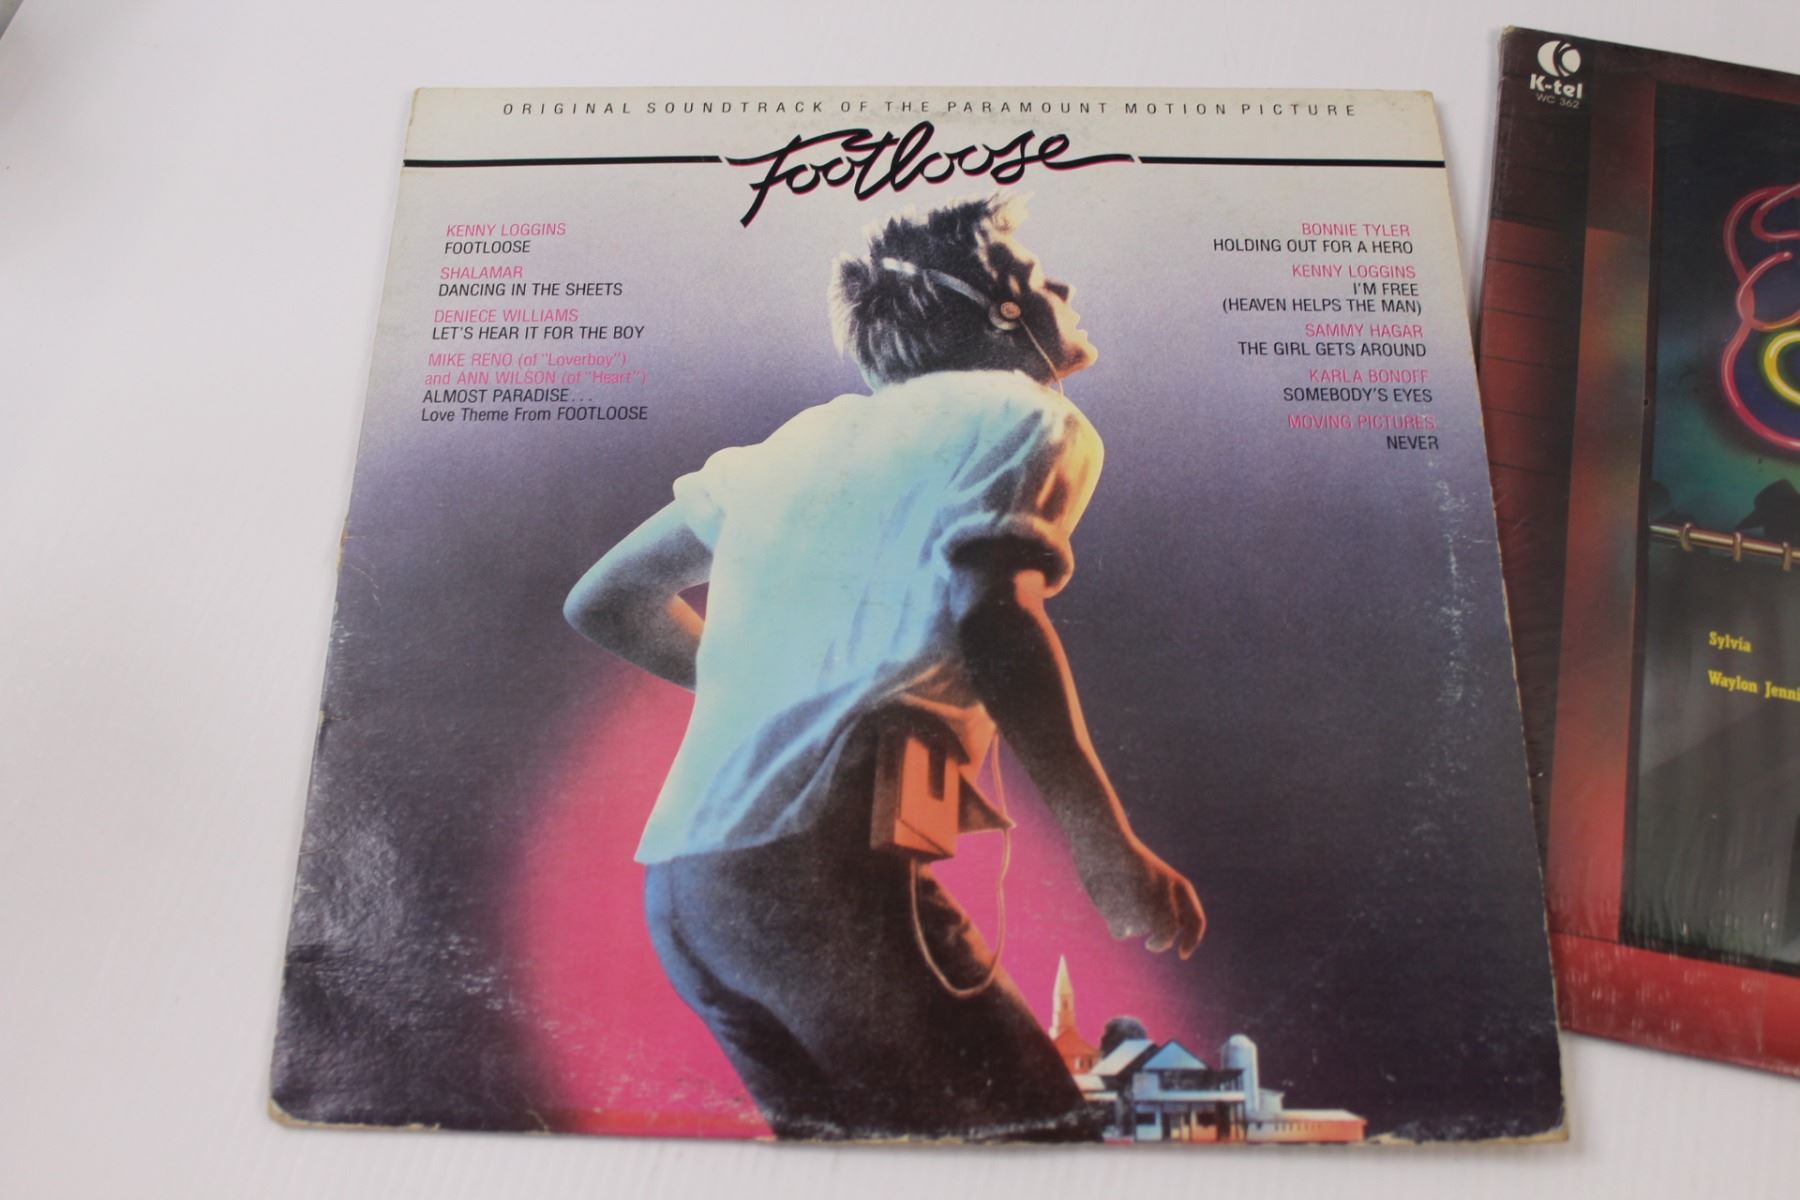 ORIGINAL SOUNDTRACK OF THE PARAMOUNT MOTION PICTURE
Footloose
KENNY LOGGINS
FOOTLOOSE
SHALAMAR
DANCING IN THE SHEETS
DENIECE WILLIAMS
LET'S HEAR IT FOR THE BOY
MIKE RENO (of "Loverboy")
and ANN WILSON (of "Heart")
ALMOST PARADISE...
Love Theme From FOOTLOOSE
BONNIE TYLER
HOLDING OUT FOR A HERO
KENNY LOGGINS
I'M FREE
(HEAVEN HELPS THE MAN)
SAMMY HAGAR
THE GIRL GETS AROUND
KARLA BONOFF
SOMEBODY'S EYES
MOVING PICTURES
NEVER
K-tel
WC 362
Sylvia
Waylon Jenni